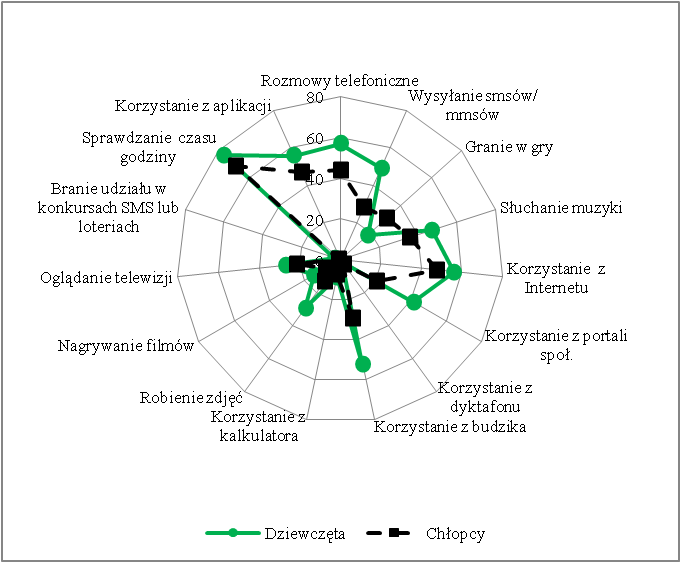 Rozmowy telefoniczne
Wysyłanie smsów/
mmsów
Granie w gry
Słuchanie muzyki
Korzystanie z
Internetu
Korzystanie z portali
społ.
Korzystanie z
dyktafonu
Korzystanie z budzika
Korzystanie z
kalkulatora
Robienie zdjęć
Nagrywanie filmów
Oglądanie telewizji
Branie udziału w
konkursach SMS lub
loteriach
Sprawdzanie czasu
godziny
Korzystanie z aplikacji
80
60
40
20
0
Dziewczęta
Chłopcy